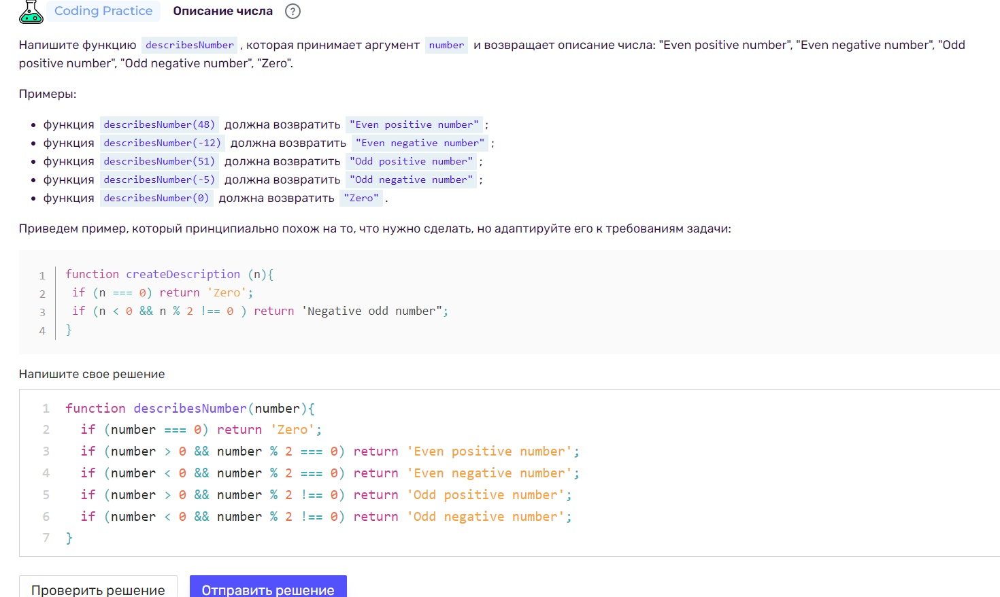 Coding Practice Описание числа ?
Напишите функцию describesNumber , которая принимает аргумент number и возвращает описание числа: "Even positive number", "Even negative number", "Odd
positive number", "Odd negative number", "Zero".
Примеры:
• функция describesNumber(48) должна возвратить "Even positive number" ;
• функция describesNumber(-12) должна возвратить "Even negative number" ;
• функция describesNumber(51) должна возвратить "Odd positive number" ;
• функция describesNumber(-5) должна возвратить "Odd negative number" ;
• функция describesNumber(0) должна возвратить "Zero" .
Приведем пример, который принципиально похож на то, что нужно сделать, но адаптируйте его к требованиям задачи:
1 function createDescription (n){
2 if (n === 0) return 'Zero';
3 if (n < 0 && n % 2 !== 0 ) return 'Negative odd number";
4 }
Напишите свое решение
1 function describesNumber(number){
2 if (number === 0) return 'Zero';
3 if (number > 0 && number % 2 === 0) return 'Even positive number';
4 if (number < 0 && number % 2 === 0) return 'Even negative number';
5 if (number > 0 && number % 2 !== 0) return 'Odd positive number';
6 if (number < 0 && number % 2 !== 0) return 'Odd negative number';
7 }
Проверить решение Отправить решение